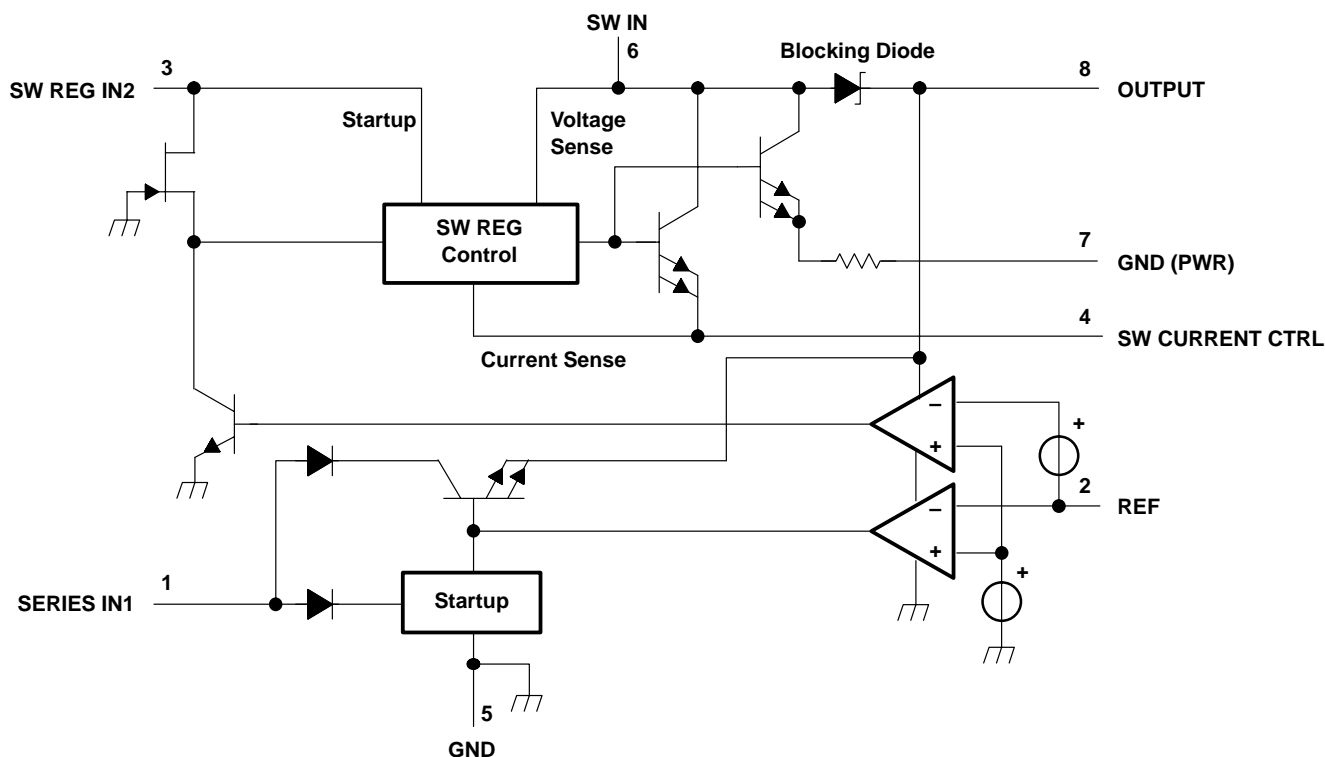 SW IN
6
Blocking Diode
3
8
SW REG IN2
OUTPUT
Startup
Voltage
Sense
SW REG
Control
7
GND (PWR)
4
SW CURRENT CTRL
Current Sense
−
+
+
2
REF
−
+
+
1
SERIES IN1
Startup
5
GND